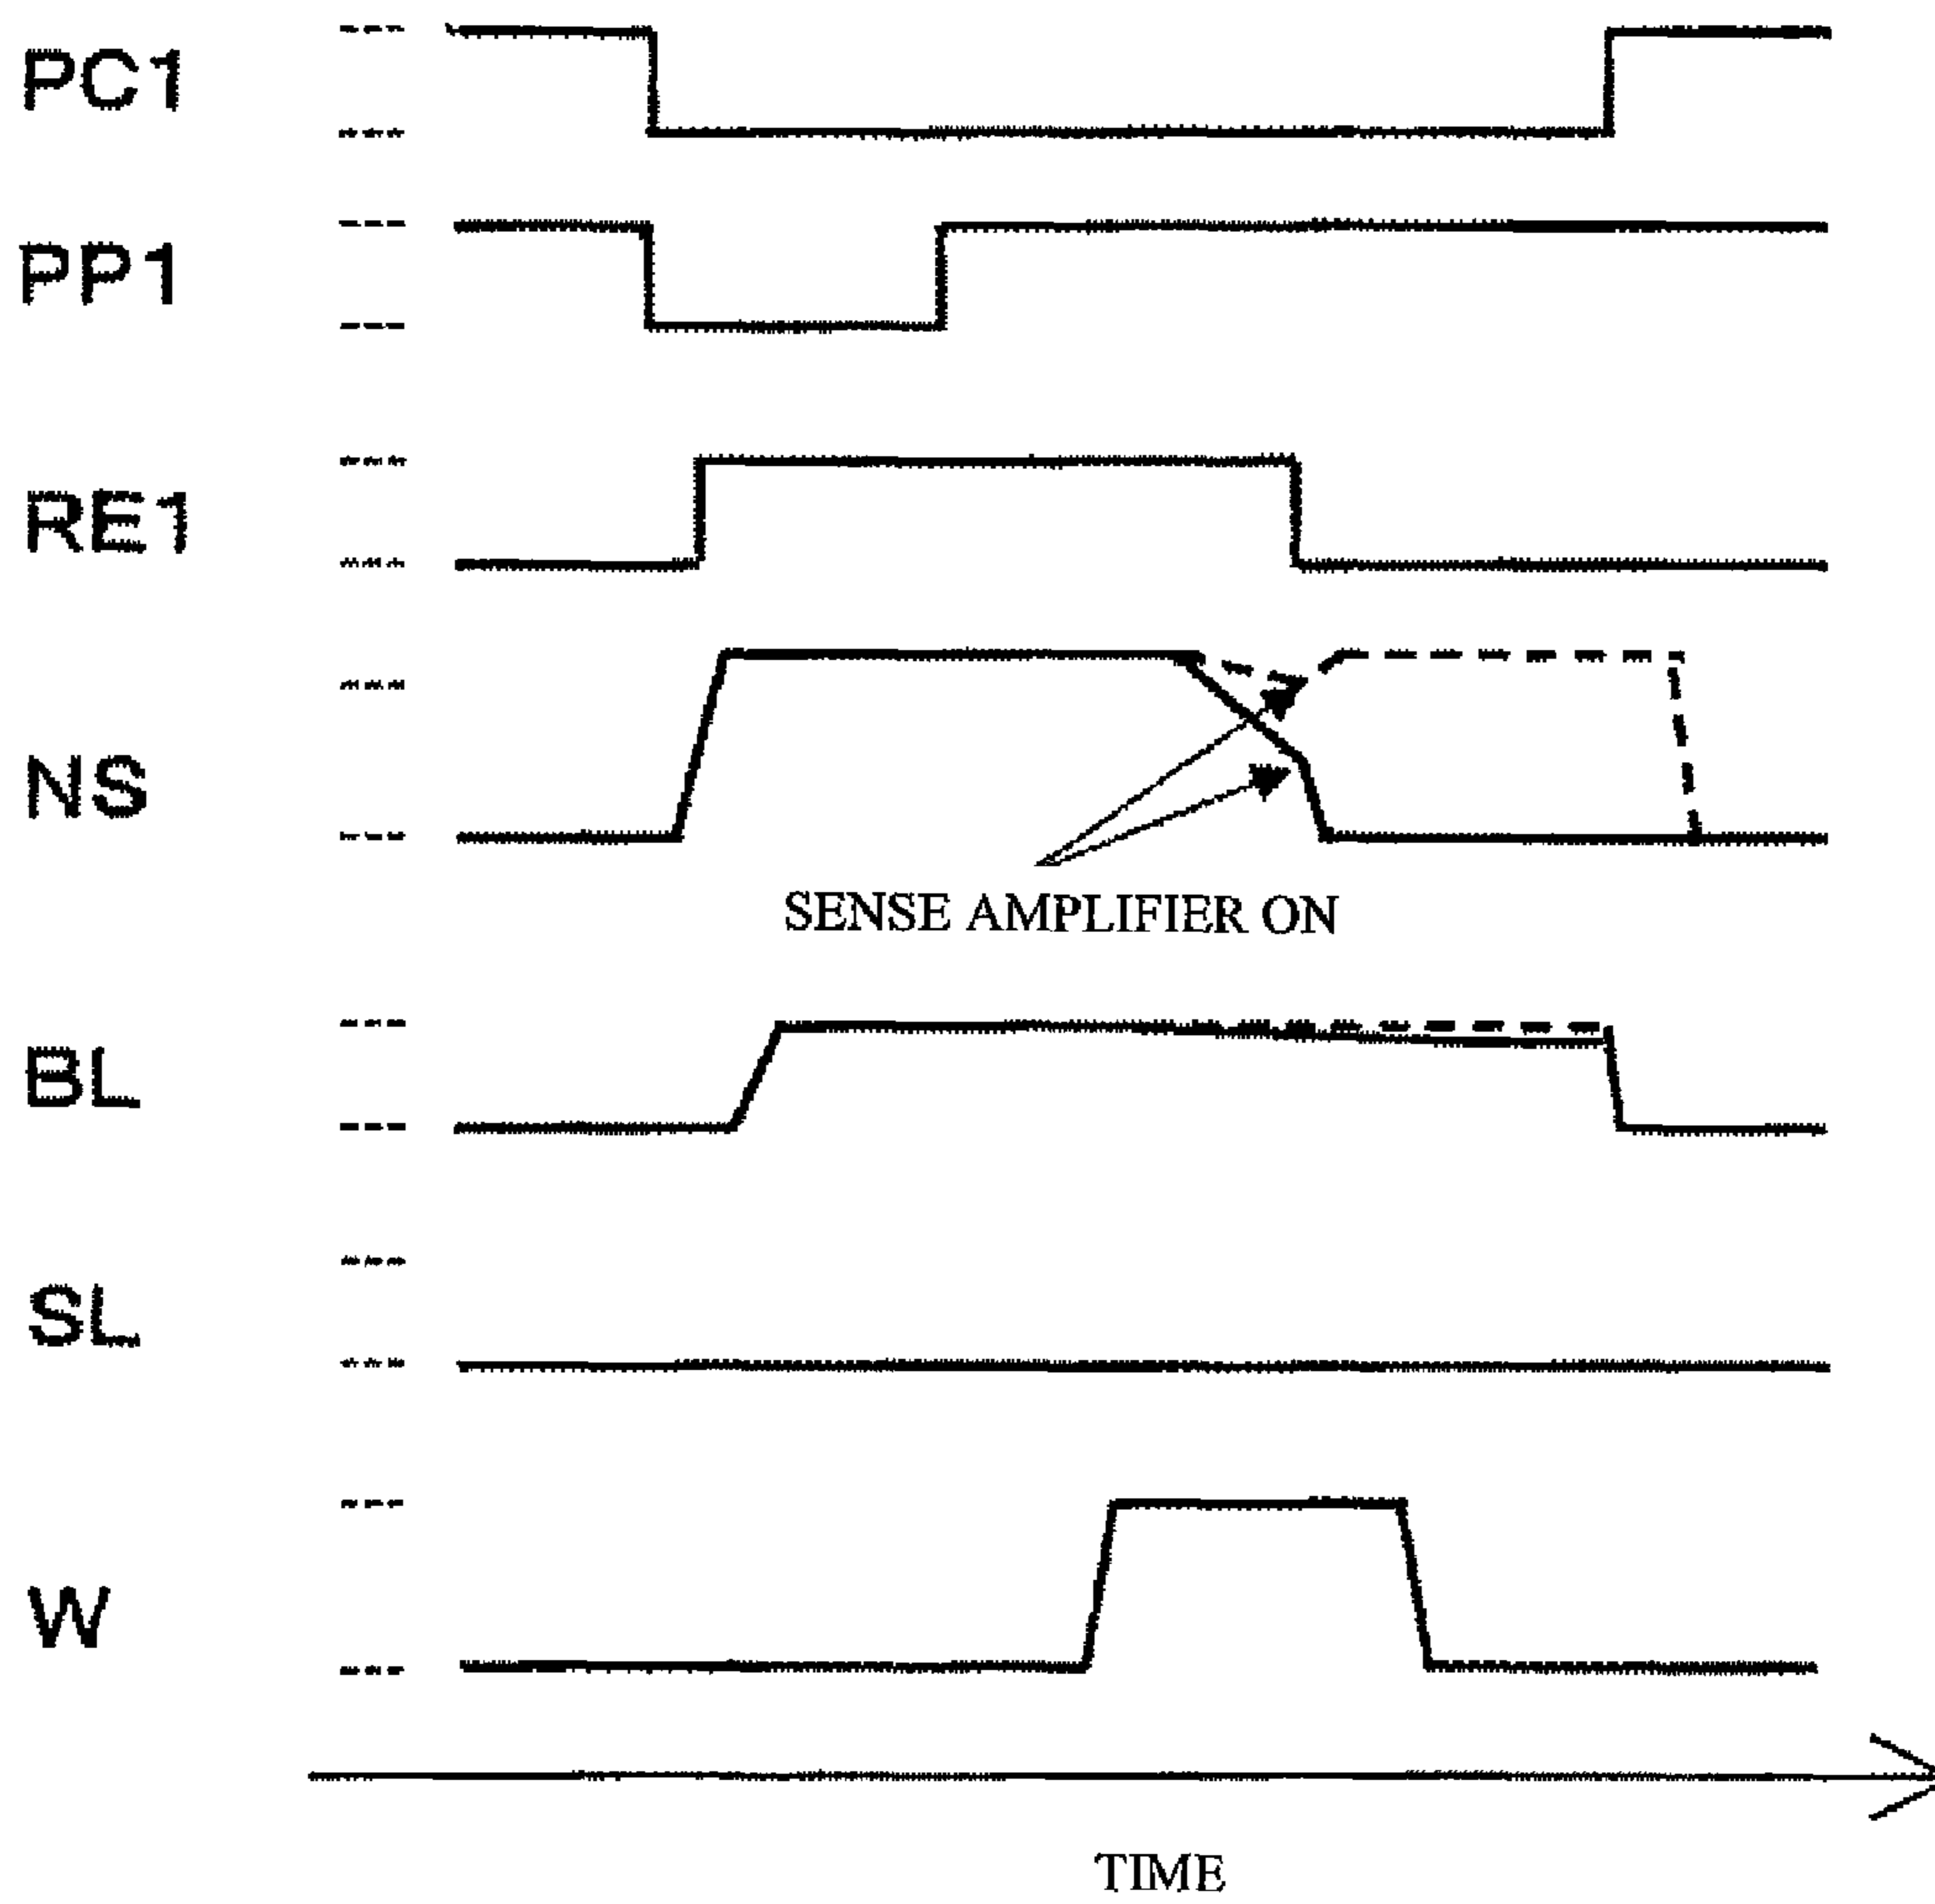 PC1
PP1
RE1
NS
SENSE AMPLIFIER ON
BL
SL
W
TIME